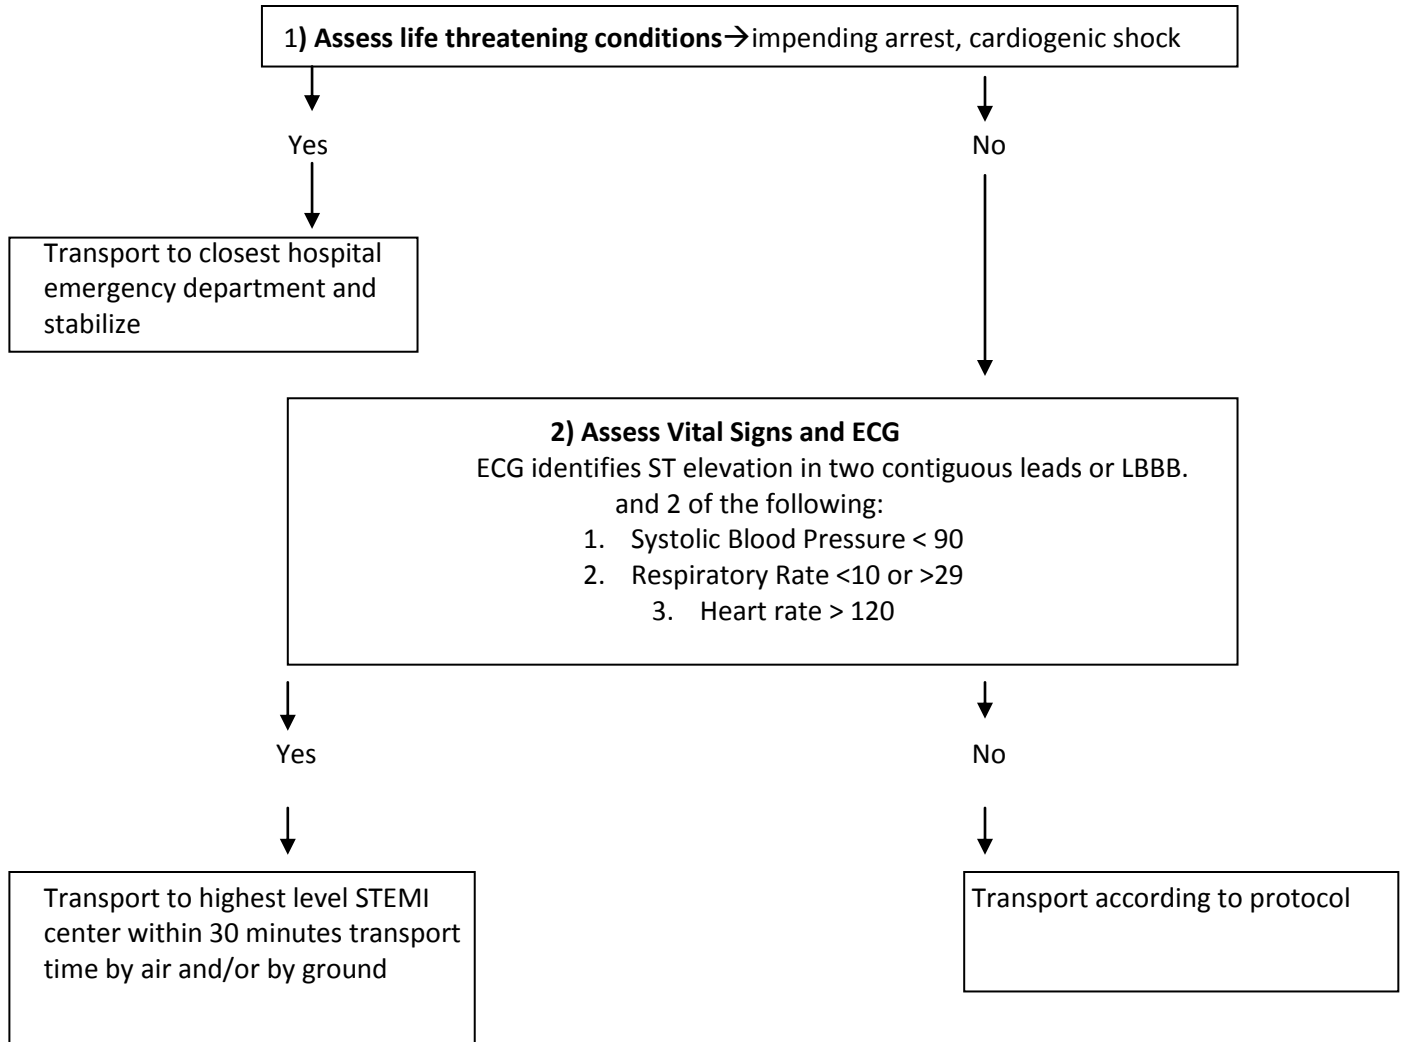 1) Assess life threatening conditions→impending arrest, cardiogenic shock
Yes
No
Transport to closest hospital
emergency department and
stabilize
2) Assess Vital Signs and ECG
ECG identifies ST elevation in two contiguous leads or LBBB.
and 2 of the following:
1. Systolic Blood Pressure < 90
2. Respiratory Rate <10 or >29
3. Heart rate > 120
Yes
No
Transport to highest level STEMI
center within 30 minutes transport
time by air and/or by ground
Transport according to protocol